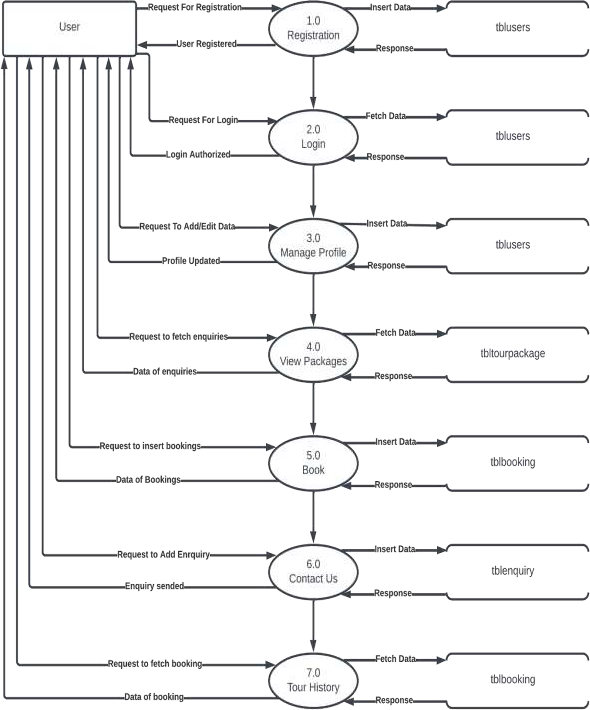 User
Request For Registration
1.0
Registration
Insert Data
tblusers
User Registered
Response
Request For Login
2.0
Login
Fetch Data
tblusers
Login Authorized
Response
Request To Add/Edit Data
3.0
Manage Profile
Insert Data
tblusers
Profile Updated
Response
Request to fetch enquiries
4.0
View Packages
Fetch Data
tbltourpackage
Data of enquiries
Response
Request to insert bookings
5.0
Book
Insert Data
tblbooking
Data of Bookings
Response
Request to Add Enrquiry
6.0
Contact Us
Insert Data
tblenquiry
Enquiry sended
Response
Request to fetch booking
7.0
Tour History
Fetch Data
tblbooking
Data of booking
Response